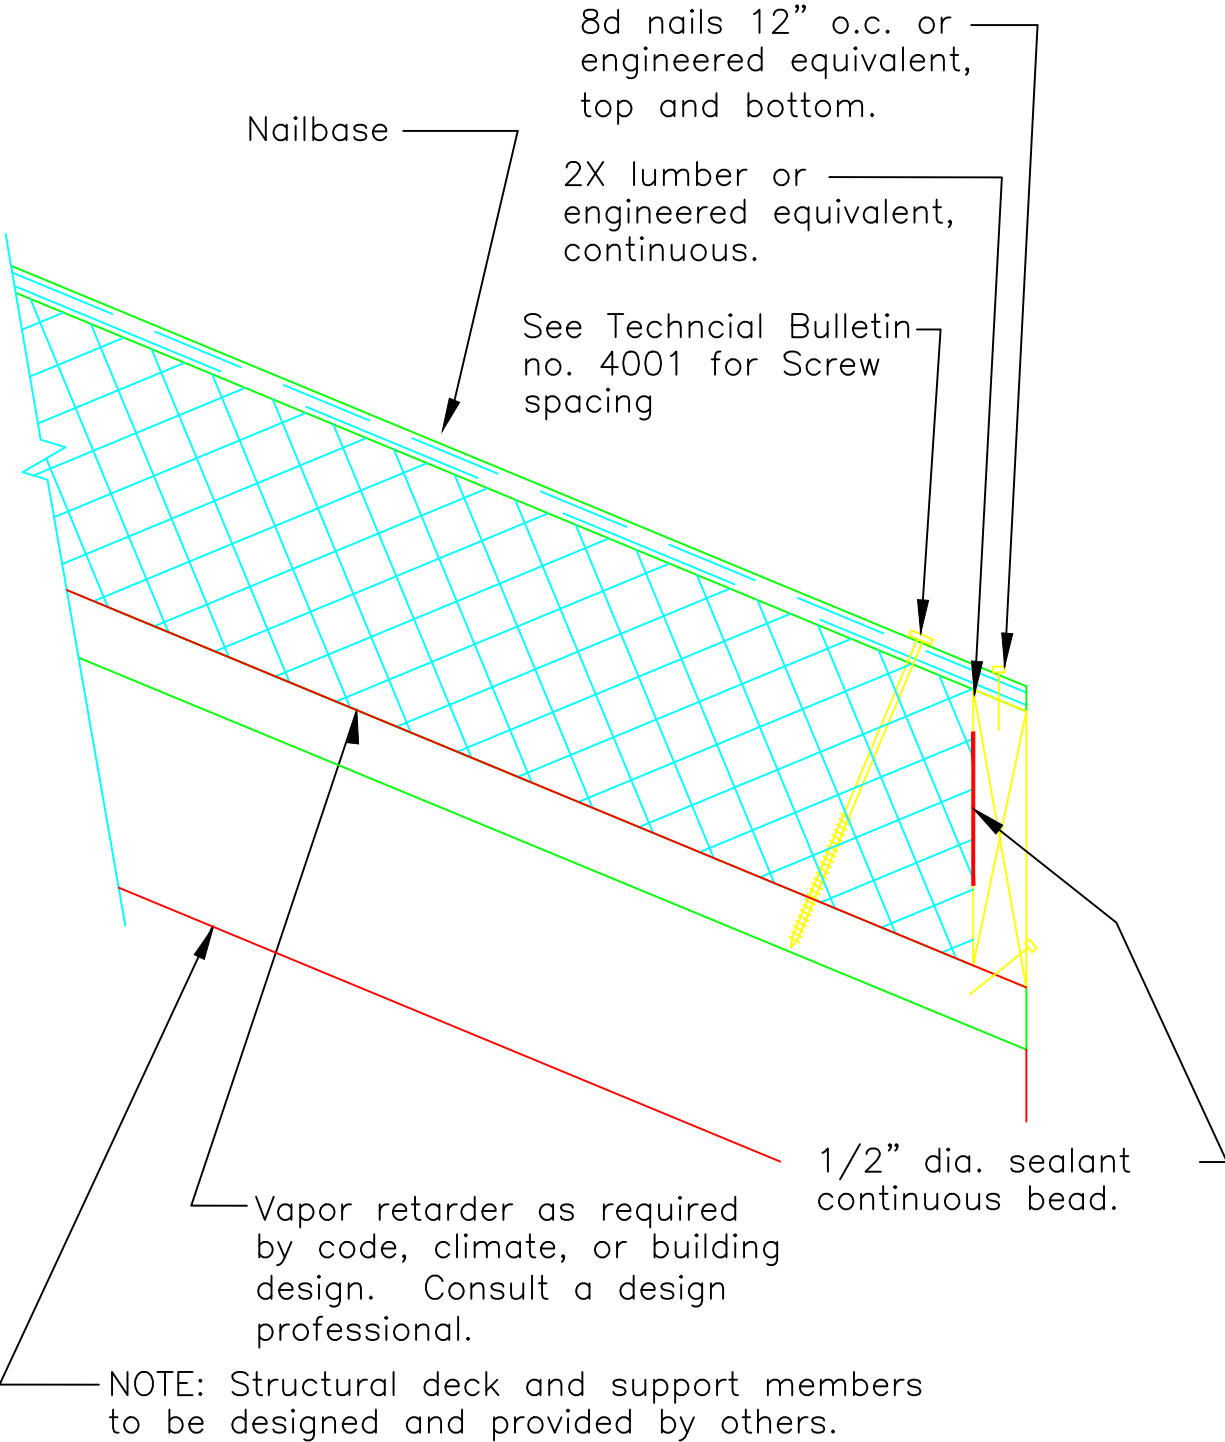 8d nails 12” o.c. or
engineered equivalent,
top and bottom.
Nailbase
2X lumber or
engineered equivalent,
continuous.
See Techncial Bulletin
no. 4001 for Screw
spacing
1/2” dia. sealant
continuous bead.
Vapor retarder as required
by code, climate, or building
design. Consult a design
professional.
NOTE: Structural deck and support members
to be designed and provided by others.